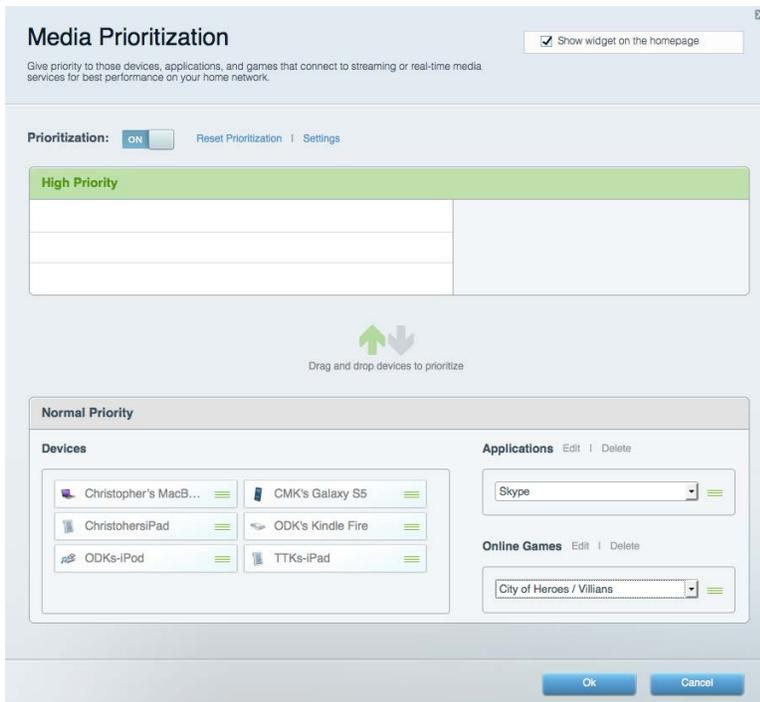 Media Prioritization
Show widget on the homepage
Give priority to those devices, applications, and games that connect to streaming or real-time media
services for best performance on your home network.
Prioritization: ON Reset Prioritization | Settings
High Priority
Drag and drop devices to prioritize
Normal Priority
Devices
Christopher's MacB...
CMK's Galaxy S5
ChristohersiPad
ODK's Kindle Fire
ODKs-iPod
TTKs-iPad
Applications Edit | Delete
Skype
Online Games Edit | Delete
City of Heroes / Villians
Ok
Cancel